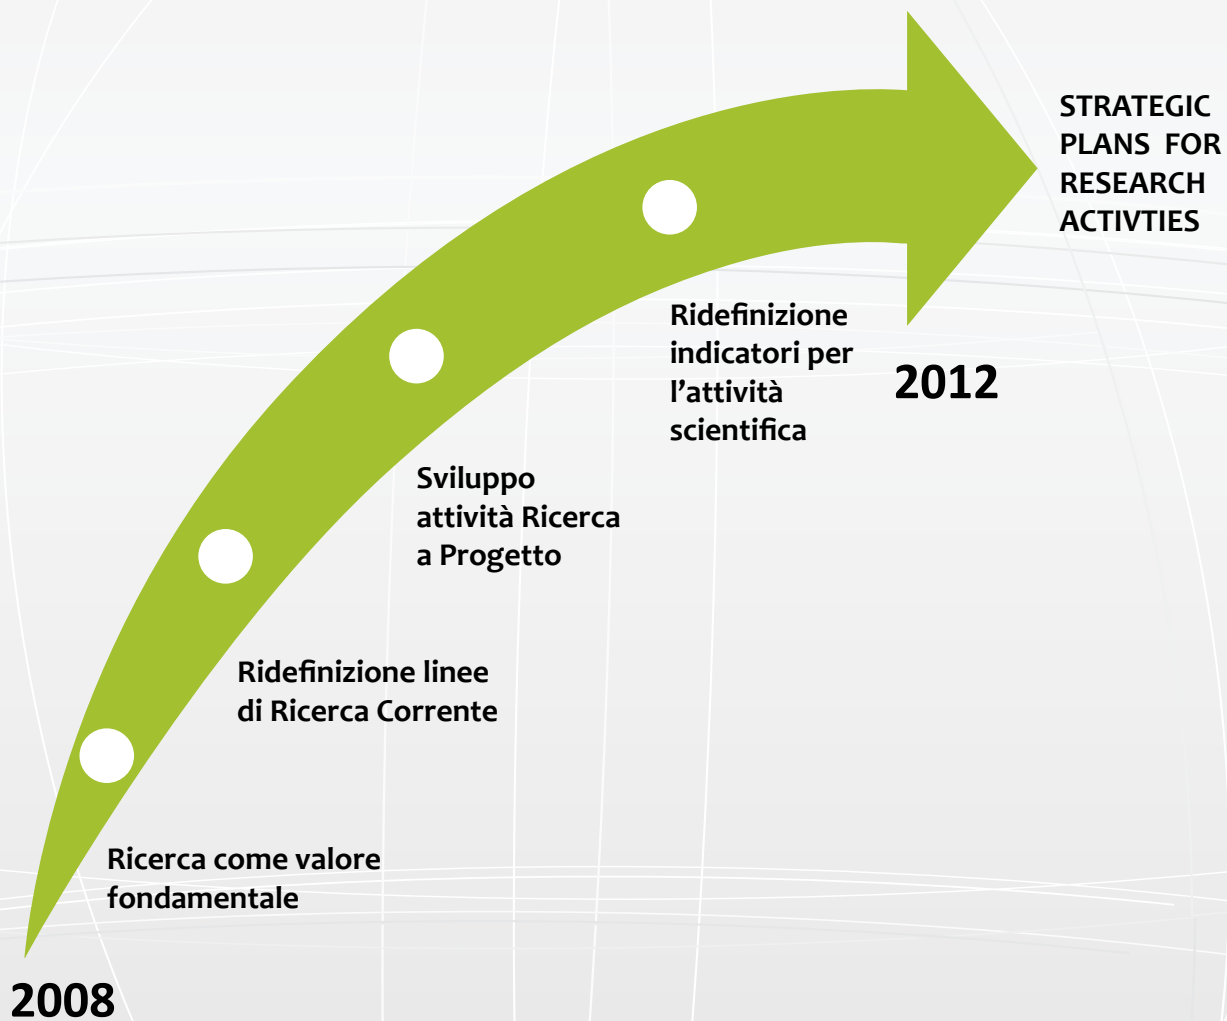 STRATEGIC
PLANS FOR
RESEARCH
ACTIVTIES
Ridefinizione
indicatori per
l'attività
scientifica
2012
Sviluppo
attività Ricerca
a Progetto
Ridefinizione linee
di Ricerca Corrente
Ricerca come valore
fondamentale
2008